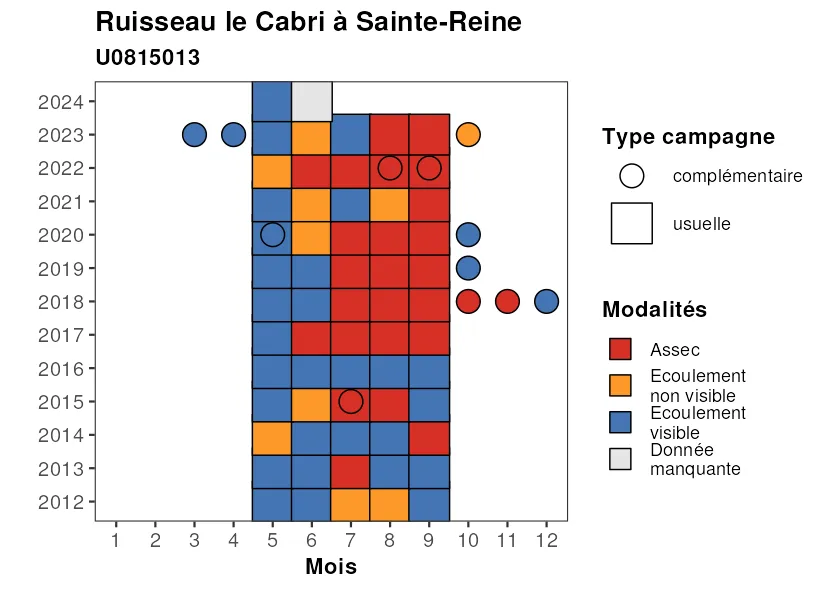 Ruisseau le Cabri à Sainte-Reine
U0815013
2024
2023
2022
2021
2020
2019
2018
2017
2016
2015
2014
2013
2012
1 2 3 4 5 6 7 8 9 10 11 12
Mois
Type campagne
complémentaire
usuelle
Modalités
Assec
Ecoulement
non visible
Ecoulement
visible
Donnée
manquante